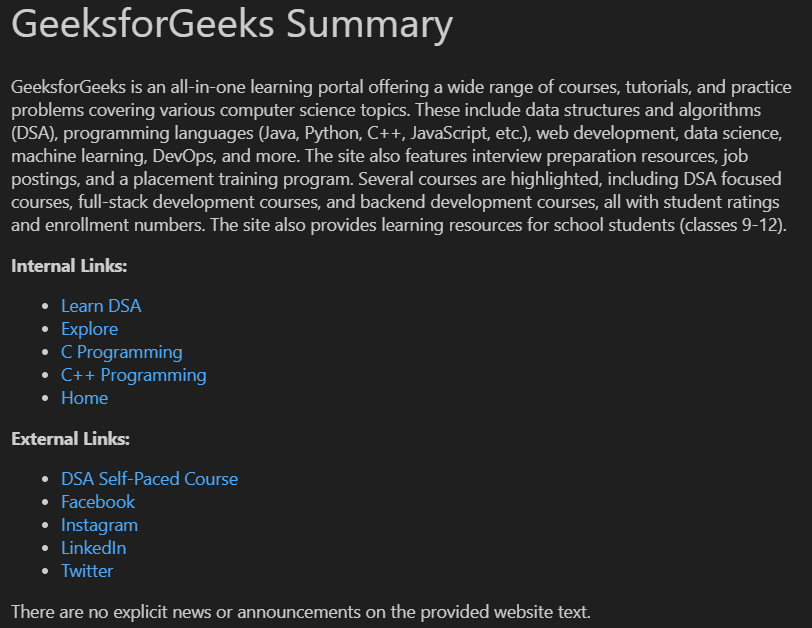 GeeksforGeeks Summary
GeeksforGeeks is an all-in-one learning portal offering a wide range of courses, tutorials, and practice
problems covering various computer science topics. These include data structures and algorithms
(DSA), programming languages (Java, Python, C++, JavaScript, etc.), web development, data science,
machine learning, DevOps, and more. The site also features interview preparation resources, job
postings, and a placement training program. Several courses are highlighted, including DSA focused
courses, full-stack development courses, and backend development courses, all with student ratings
and enrollment numbers. The site also provides learning resources for school students (classes 9-12).
Internal Links:
• Learn DSA
• Explore
• C Programming
• C++ Programming
• Home
External Links:
• DSA Self-Paced Course
• Facebook
• Instagram
• LinkedIn
• Twitter
There are no explicit news or announcements on the provided website text.